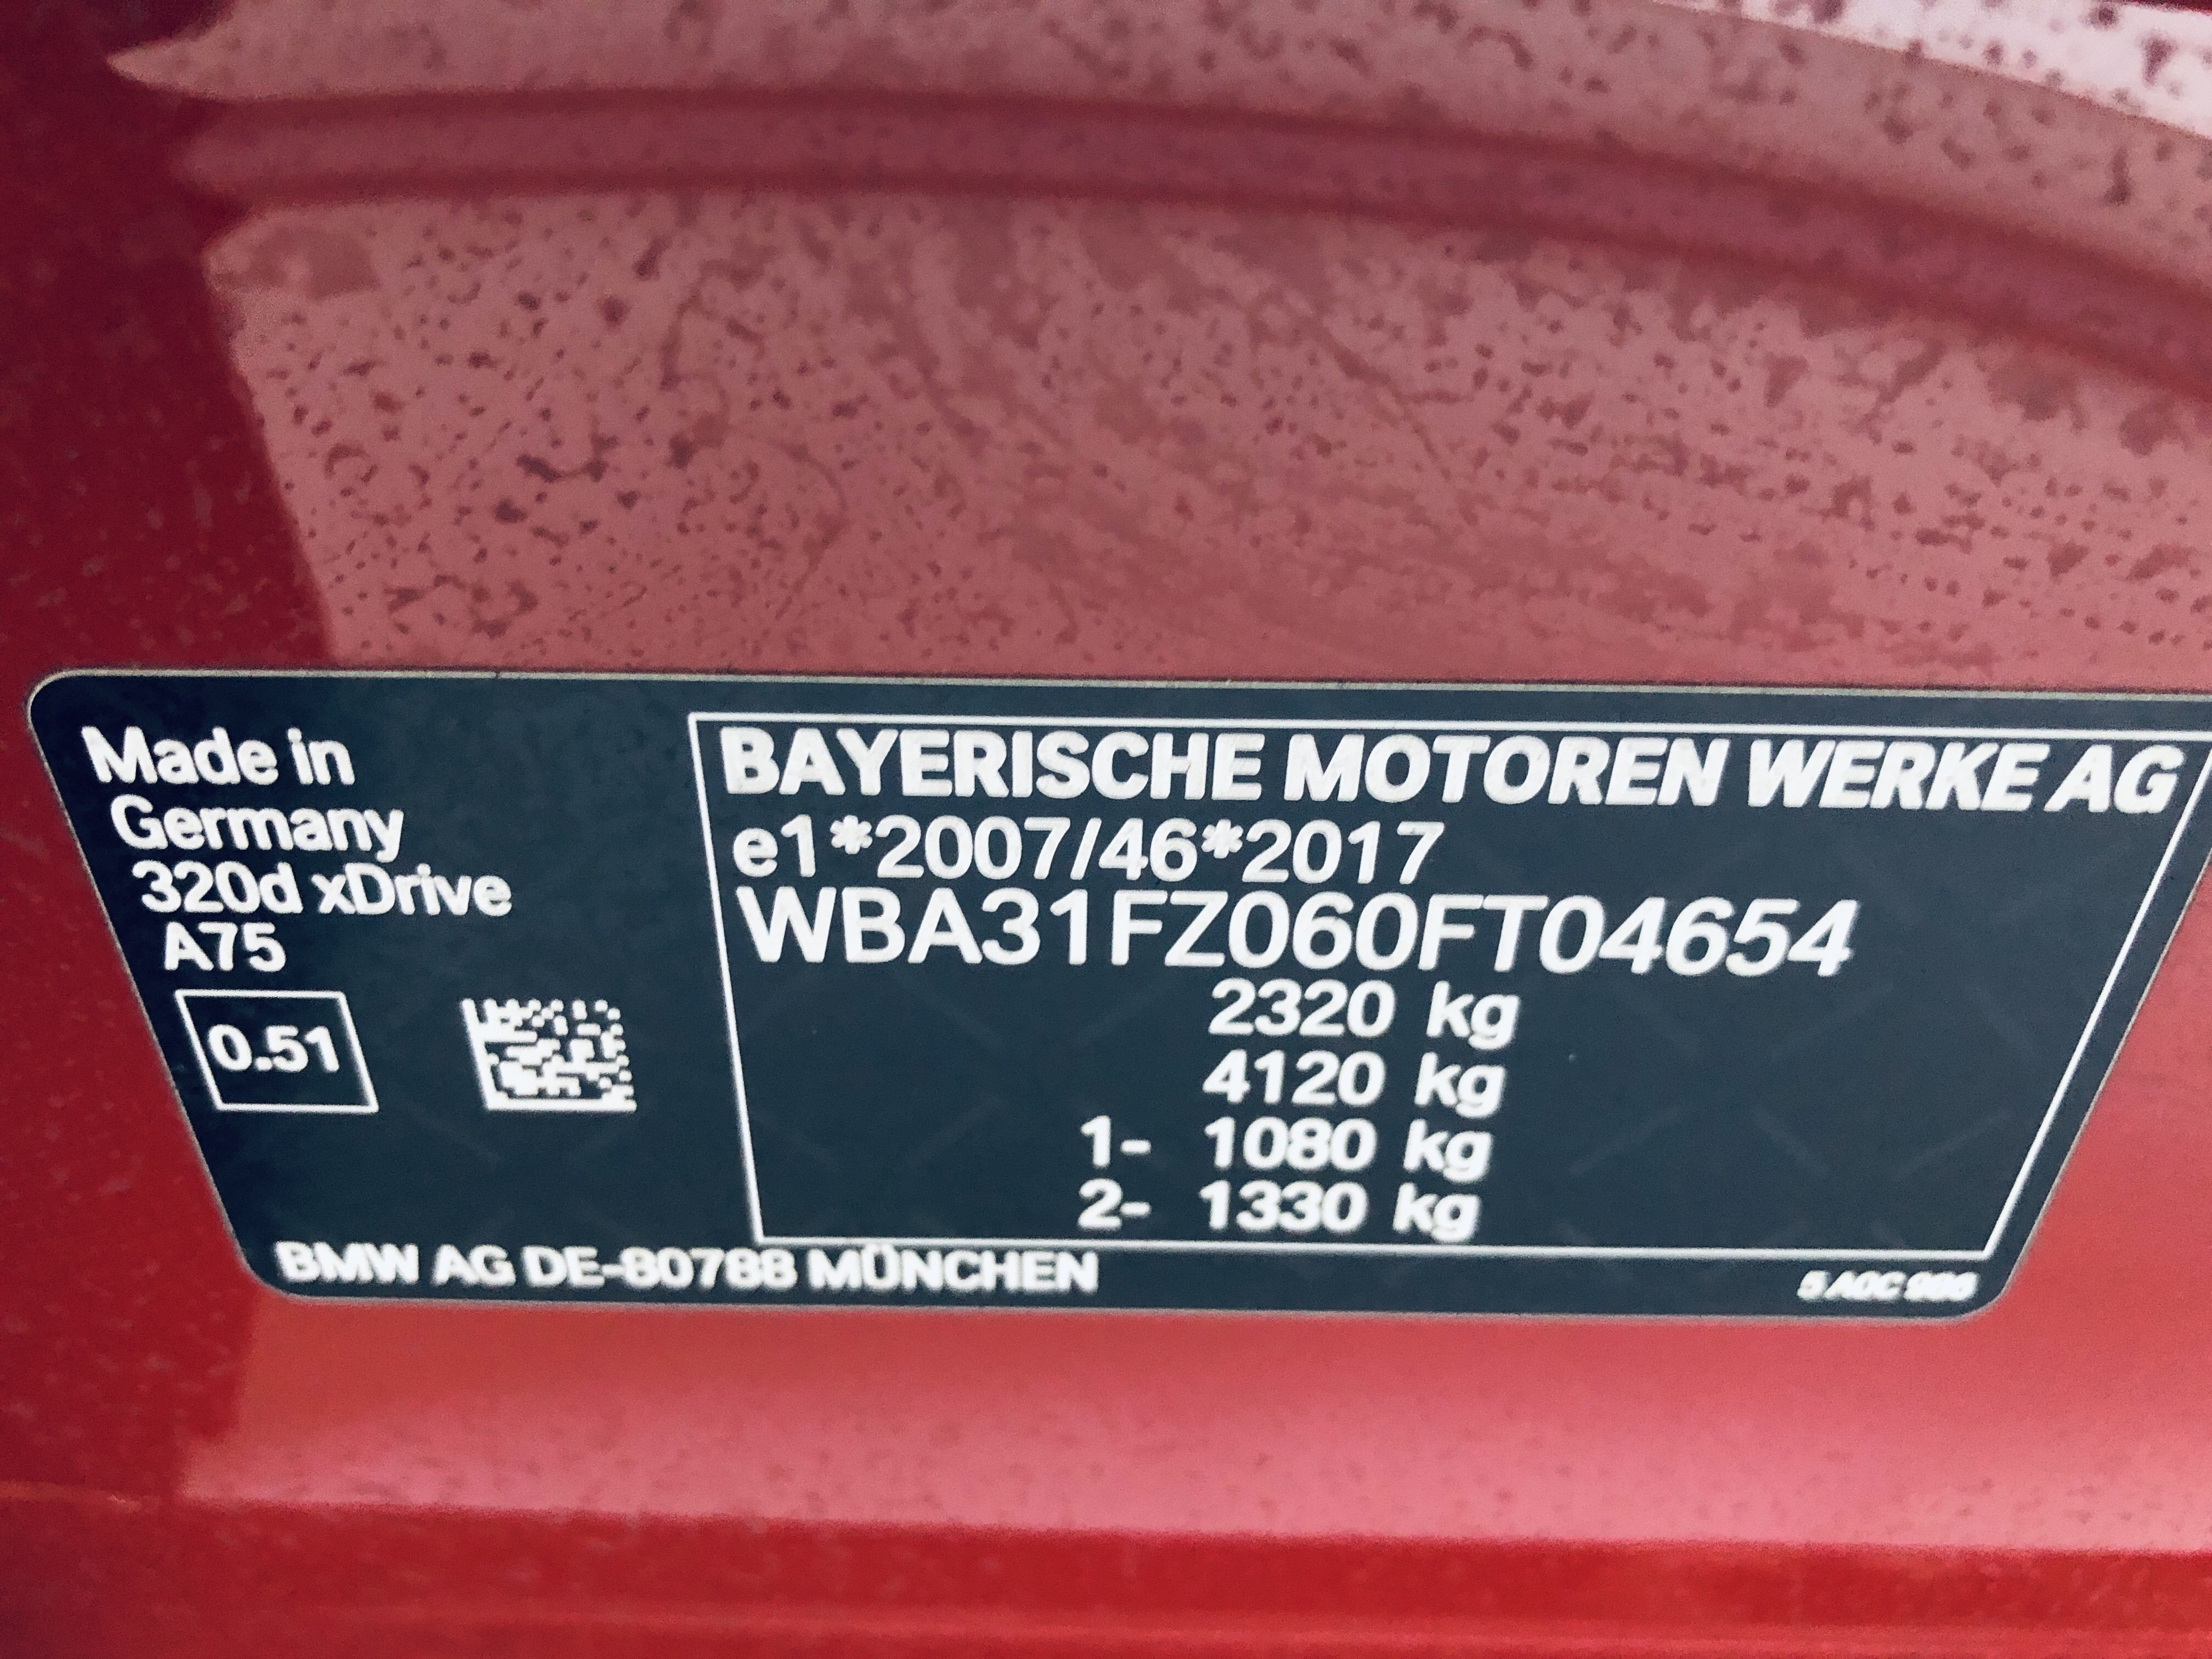 Made in
Germany
320d xDrive
A75
0.51
BAYERISCHE MOTOREN WERKE AG
e1*2007/46*2017
WBA31FZ060FT04654
2320 kg
4120 kg
1- 1080 kg
2- 1330 kg
BMW AG DE-80788 MÜNCHEN